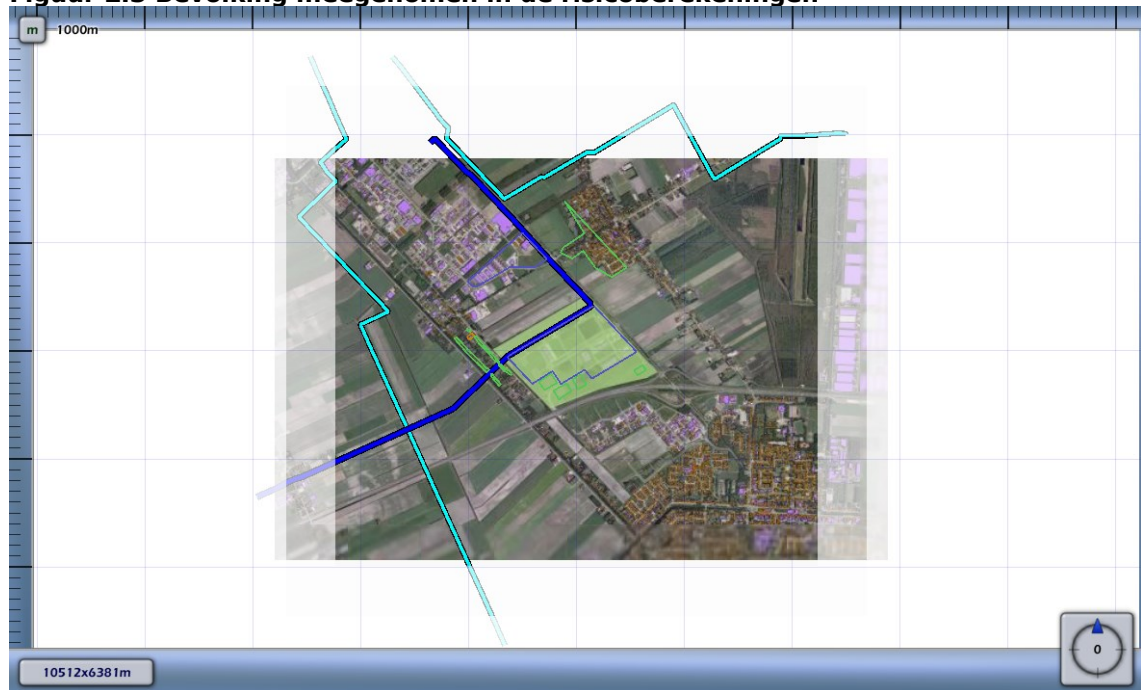 Figuur 2.3 Bevolking meegenomen in de risicoberekeningen
m
1000m
0
10512x6381m